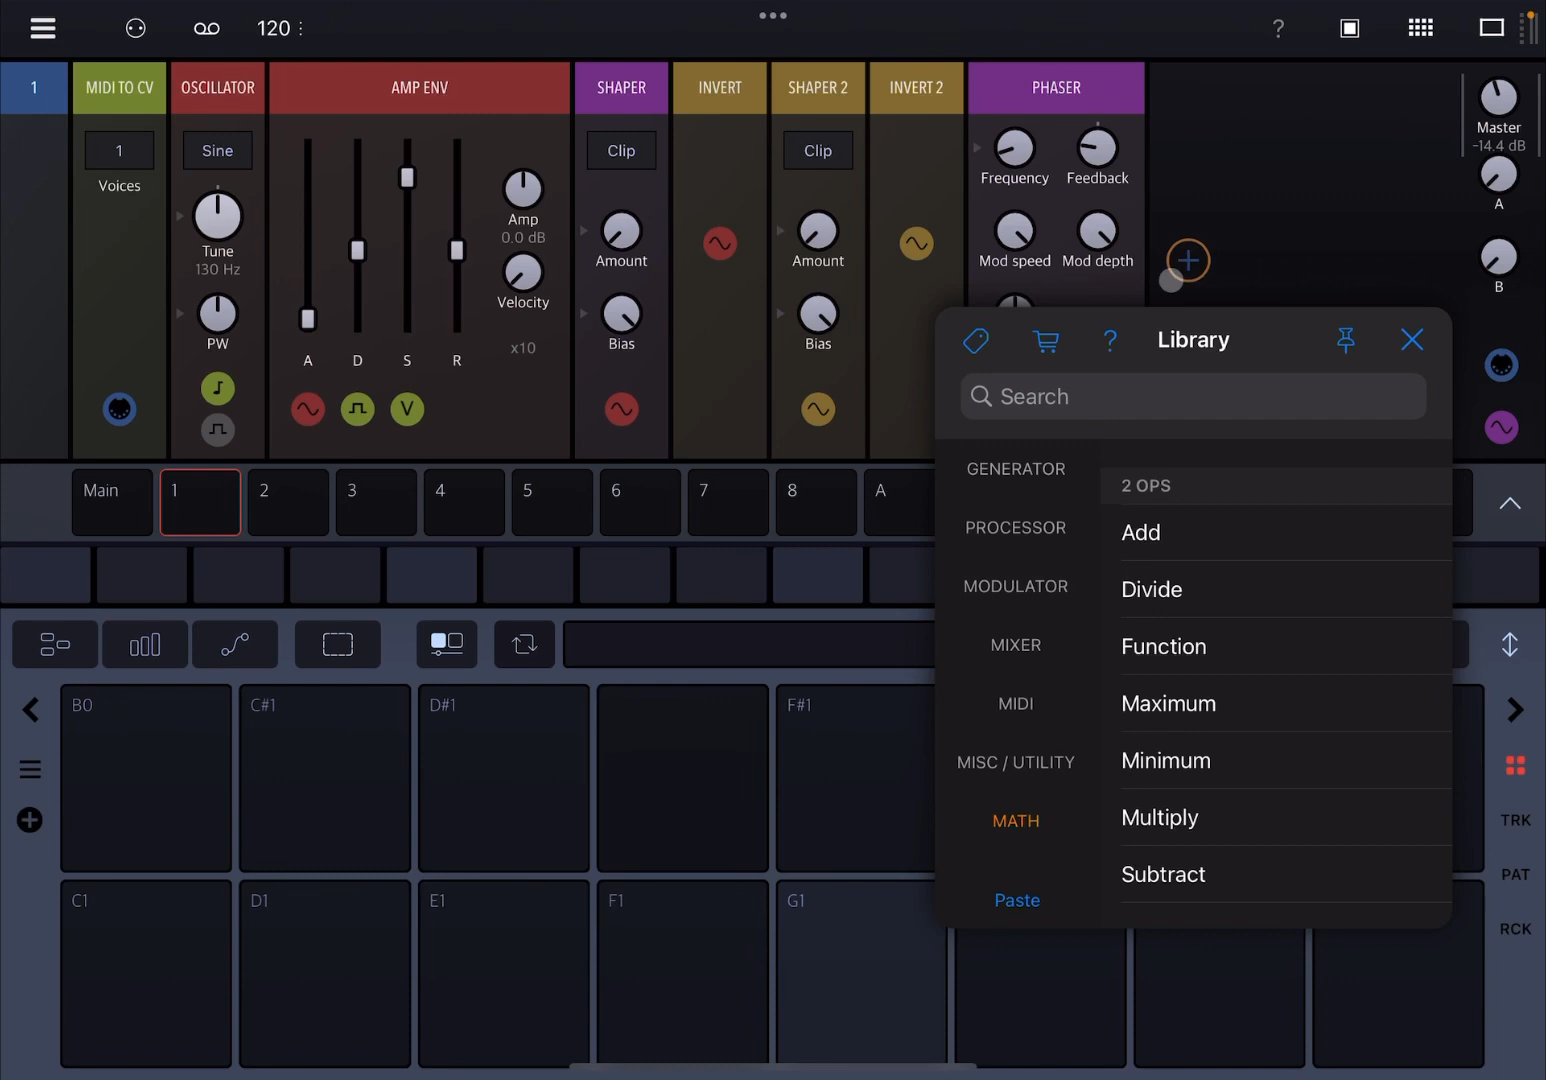 120
?
1
MIDI TO CV
OSCILLATOR
AMP ENV
SHAPER
INVERT
SHAPER 2
INVERT 2
PHASER
1
Voices
Sine
Tune
130 Hz
PW
A
D
S
R
V
Amp
0.0 dB
Velocity
x10
Clip
Amount
Bias
Clip
Amount
Bias
Frequency
Feedback
Mod speed
Mod depth
Master
-14.4 dB
A
B
Main
1
2
3
4
5
6
7
8
A
?
Library
Search
GENERATOR
PROCESSOR
MODULATOR
MIXER
MIDI
MISC / UTILITY
MATH
Paste
2 OPS
Add
Divide
Function
Maximum
Minimum
Multiply
Subtract
B0
C#1
D#1
F#1
C1
D1
E1
F1
G1
TRK
PAT
RCK